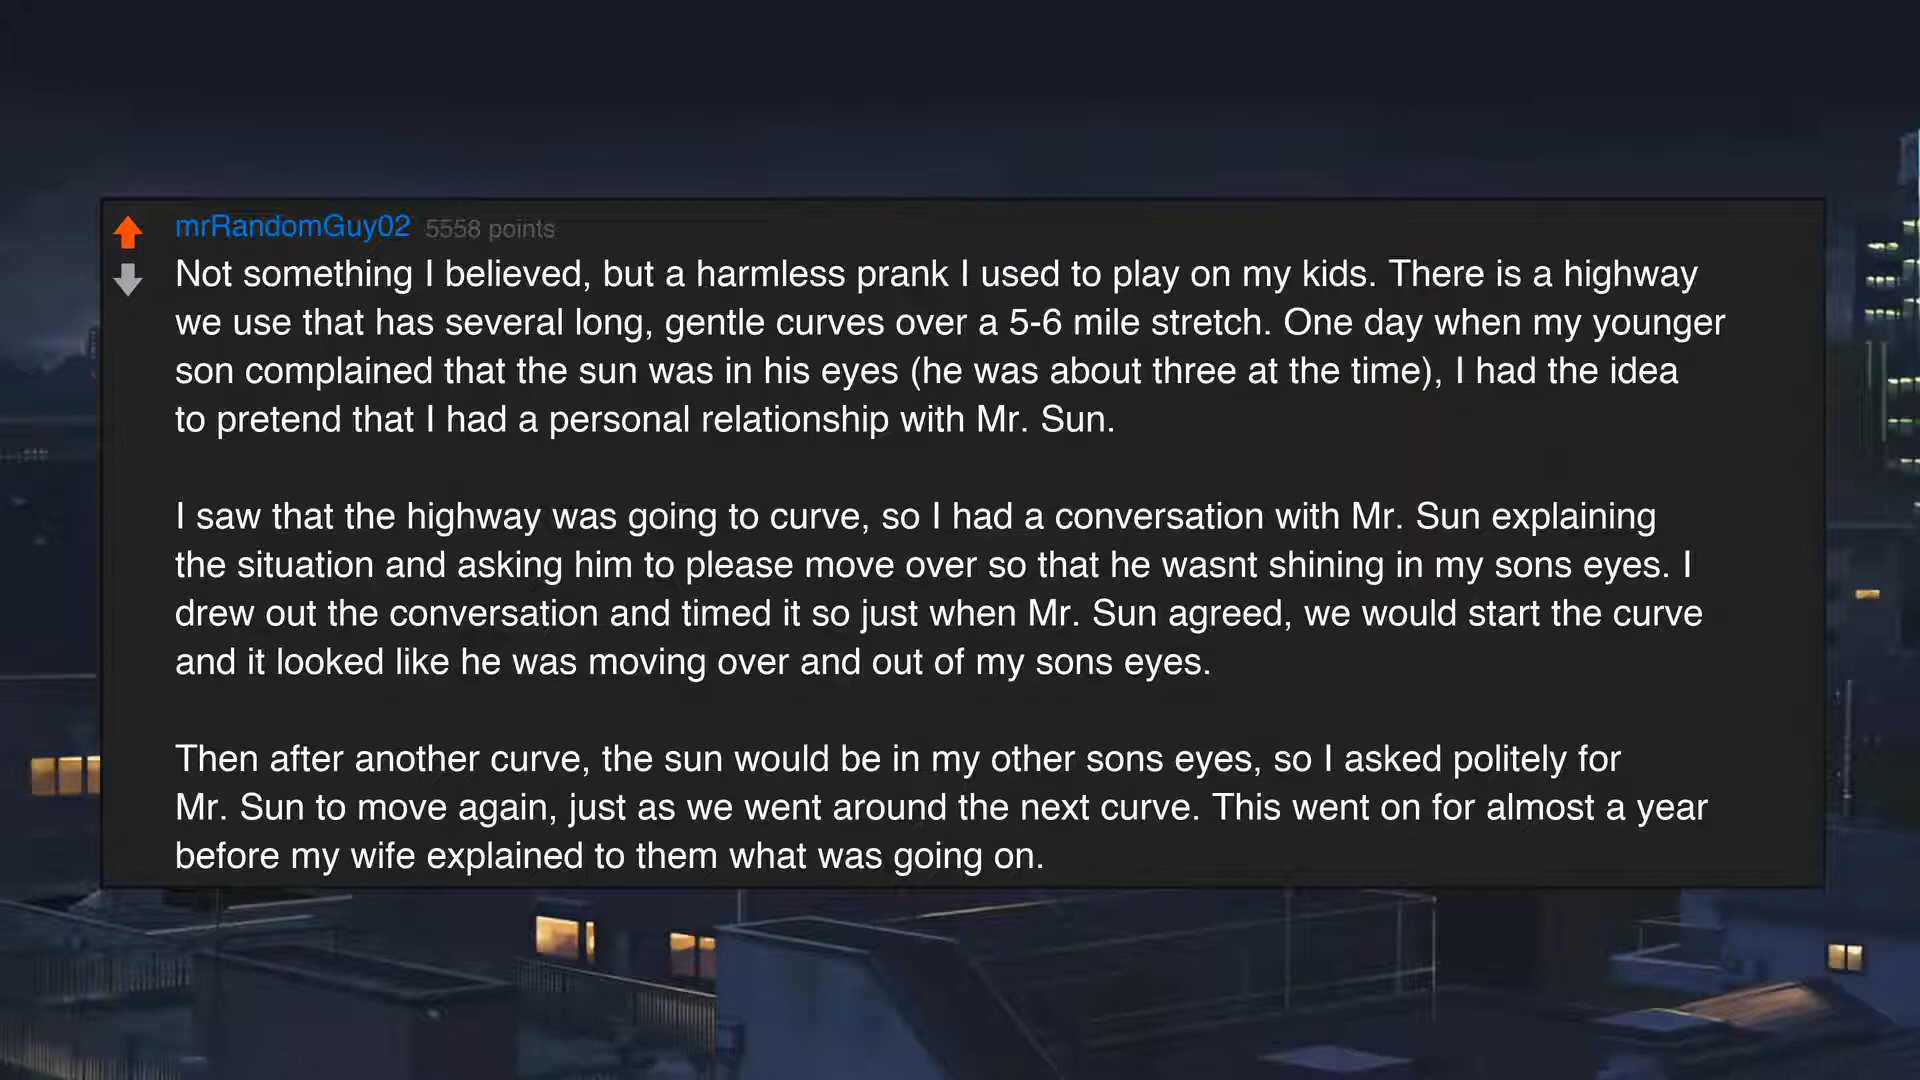 mrRandomGuy02 5558 points
Not something I believed, but a harmless prank I used to play on my kids. There is a highway
we use that has several long, gentle curves over a 5-6 mile stretch. One day when my younger
son complained that the sun was in his eyes (he was about three at the time), I had the idea
to pretend that I had a personal relationship with Mr. Sun.
I saw that the highway was going to curve, so I had a conversation with Mr. Sun explaining
the situation and asking him to please move over so that he wasnt shining in my sons eyes. I
drew out the conversation and timed it so just when Mr. Sun agreed, we would start the curve
and it looked like he was moving over and out of my sons eyes.
Then after another curve, the sun would be in my other sons eyes, so I asked politely for
Mr. Sun to move again, just as we went around the next curve. This went on for almost a year
before my wife explained to them what was going on.